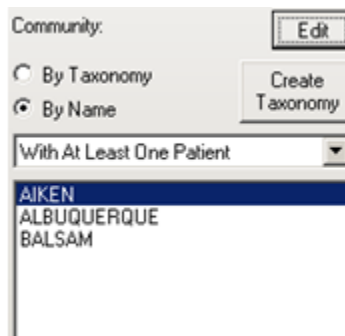 Community:
Edit
By Taxonomy
By Name
Create
Taxonomy
With At Least One Patient
AIKEN
ALBUQUERQUE
BALSAM